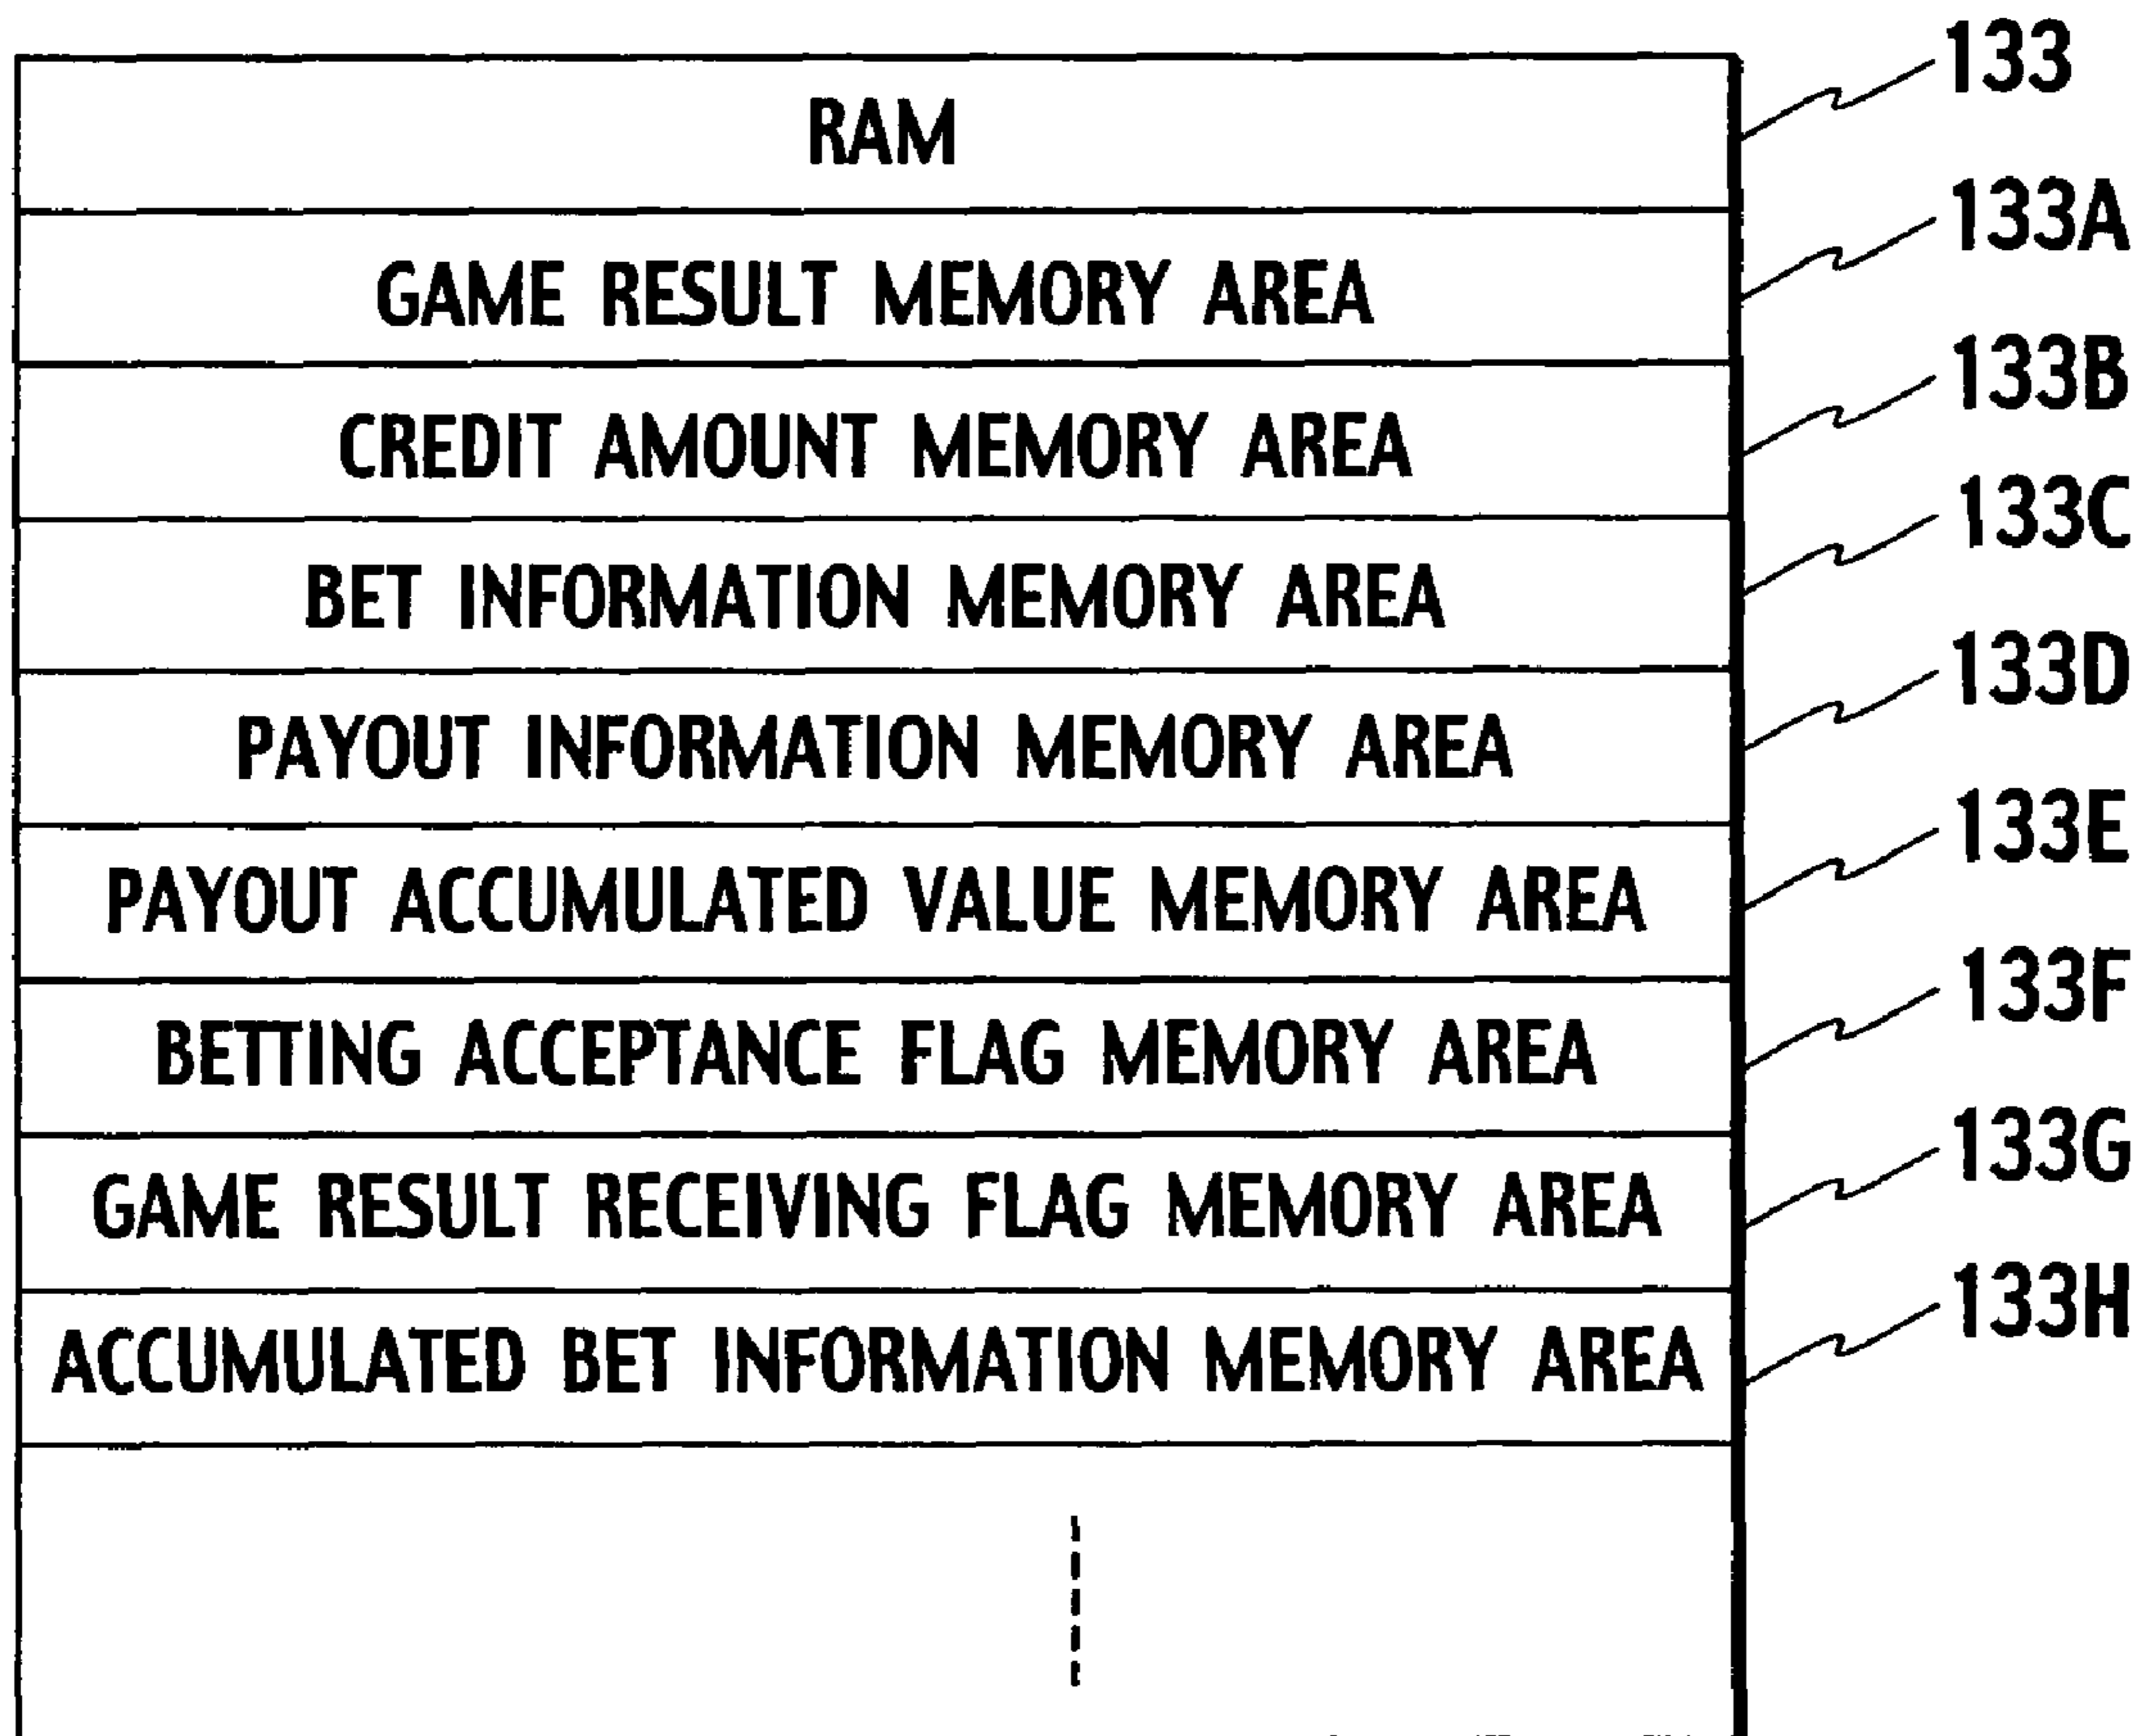 RAM 133
GAME RESULT MEMORY AREA 133A
CREDIT AMOUNT MEMORY AREA 133B
BET INFORMATION MEMORY AREA 133C
PAYOUT INFORMATION MEMORY AREA 133D
PAYOUT ACCUMULATED VALUE MEMORY AREA 133E
BETTING ACCEPTANCE FLAG MEMORY AREA 133F
GAME RESULT RECEIVING FLAG MEMORY AREA 133G
ACCUMULATED BET INFORMATION MEMORY AREA 133H